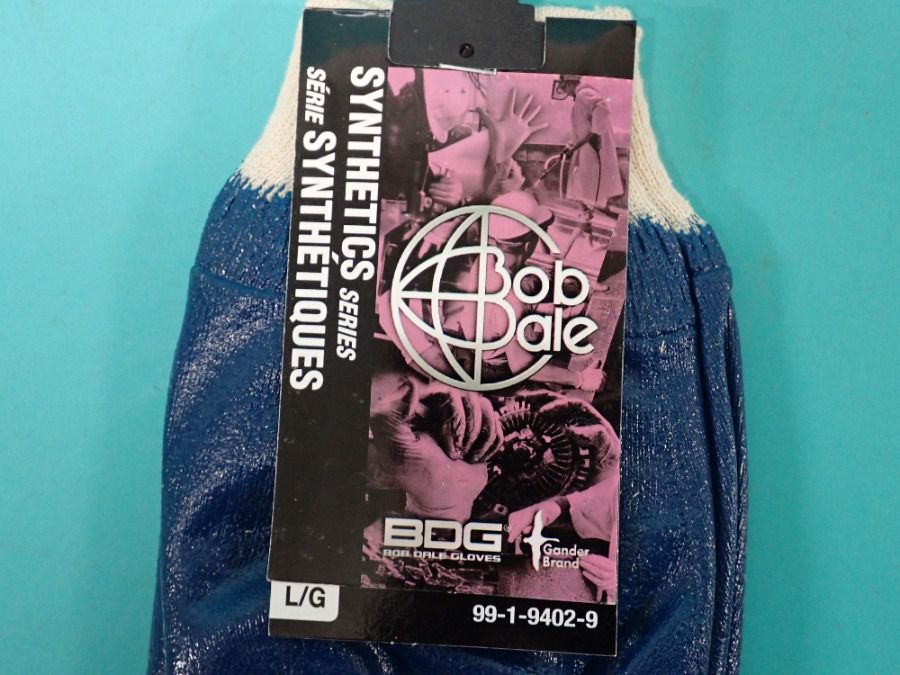 SYNTHETICS SERIES
SÉRIE SYNTHÉTIQUES
Bob
Dale
BDG®
BOB DALE GLOVES
Gander
Brand
L/G
99-1-9402-9